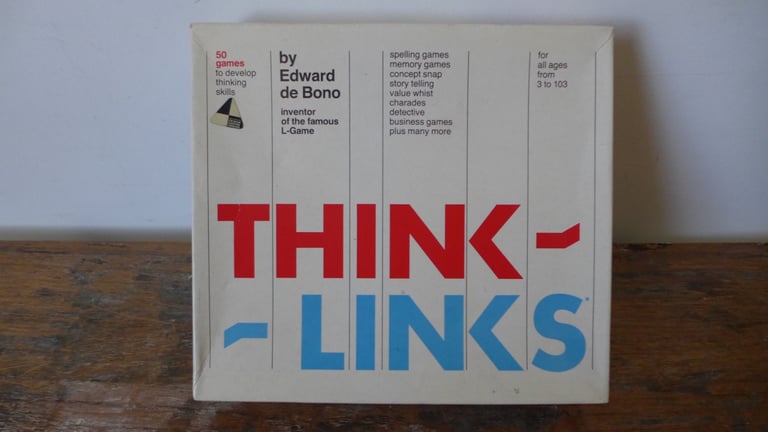 50
games
to develop
thinking
skills
by
Edward
de Bono
inventor
of the famous
L-Game
spelling games
memory games
concept snap
story telling
value whist
charades
detective
business games
plus many more
for
all ages
from
3 to 103
THINK-
-LINKS